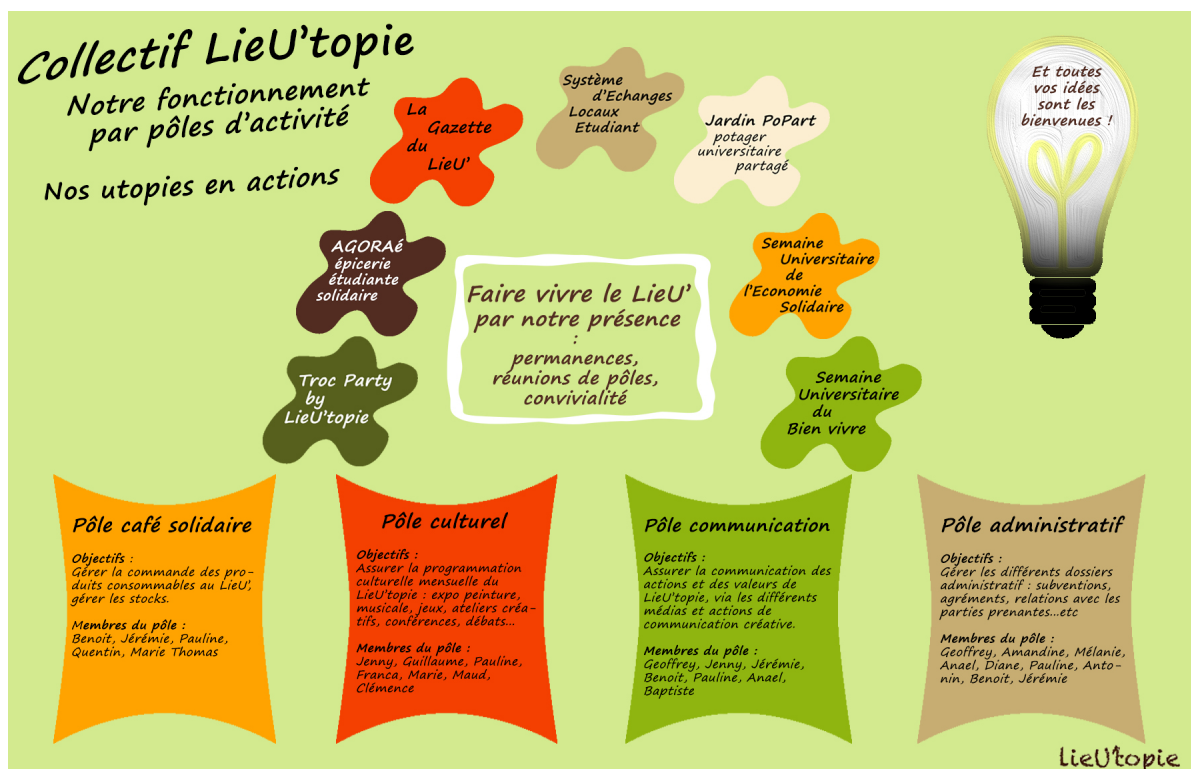 Collectif LieU'topie
Notre fonctionnement
par pôles d'activité
Nos utopies en actions
La
Gazette
du
LieU'
Système
d'Echanges
Locaux
Etudiant
Jardin PoPart
potager
universitaire
partagé
Et toutes
vos idées
sont les
bienvenues !
AGORAé
épicerie
étudiante
solidaire
Semaine
Universitaire
de
l'Economie
Solidaire
Faire vivre le LieU'
par notre présence
:
permanences,
réunions de pôles,
convivialité
Troc Party
by
LieU'topie
Semaine
Universitaire
du
Bien vivre
Pôle café solidaire
Objectifs :
Gérer la commande des pro-
duits consommables au LieU',
gérer les stocks.
Membres du pôle :
Benoit, Jérémie, Pauline,
Quentin, Marie Thomas
Pôle culturel
Objectifs :
Assurer la programmation
culturelle mensuelle du
LieU'topie : expo peinture,
musicale, jeux, ateliers créa-
tifs, conférences, débats...
Membres du pôle :
Jenny, Guillaume, Pauline,
Franca, Marie, Maud,
Clémence
Pôle communication
Objectifs :
Assurer la communication des
actions et des valeurs de
LieU'topie, via les différents
médias et actions de
communication créative.
Membres du pôle :
Geoffrey, Jenny, Jérémie,
Benoit, Pauline, Anael,
Baptiste
Pôle administratif
Objectifs :
Gérer les différents dossiers
administratif : subventions,
agréments, relations avec les
parties prenantes...etc
Membres du pôle :
Geoffrey, Amandine, Mélanie,
Anael, Diane, Pauline, Anto-
nin, Benoit, Jérémie
lieU'topie